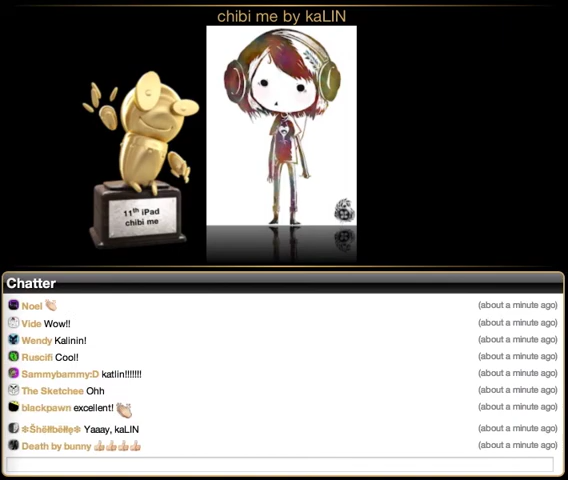 chibi me by kaLIN
11th iPad
chibi me
Chatter
Noel 👏 (about a minute ago)
Vide Wow!! (about a minute ago)
Wendy Kalinin! (about a minute ago)
Ruscifi Cool! (about a minute ago)
Sammybammy:D katlin!!!!!!! (about a minute ago)
The Sketchee Ohh (about a minute ago)
blackpawn excellent! 👏 (about a minute ago)
Yaaay, kaLIN (about a minute ago)
Death by bunny 👍👍👍👍 (about a minute ago)